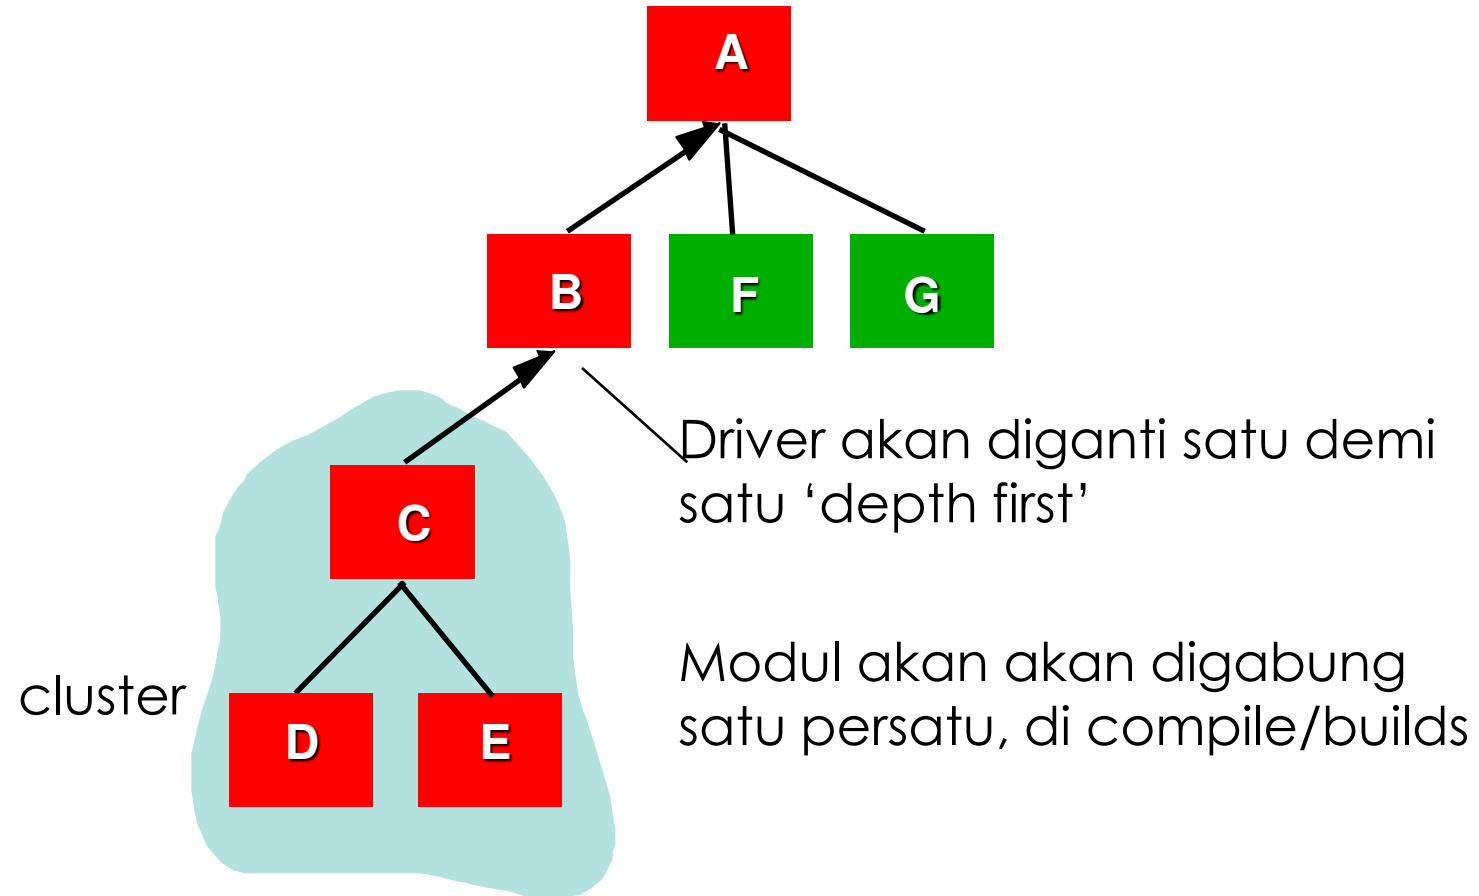 A
B
F
G
Driver akan diganti satu demi
satu ‘depth first’
C
Modul akan akan digabung
satu persatu, di compile/builds
cluster
D
E